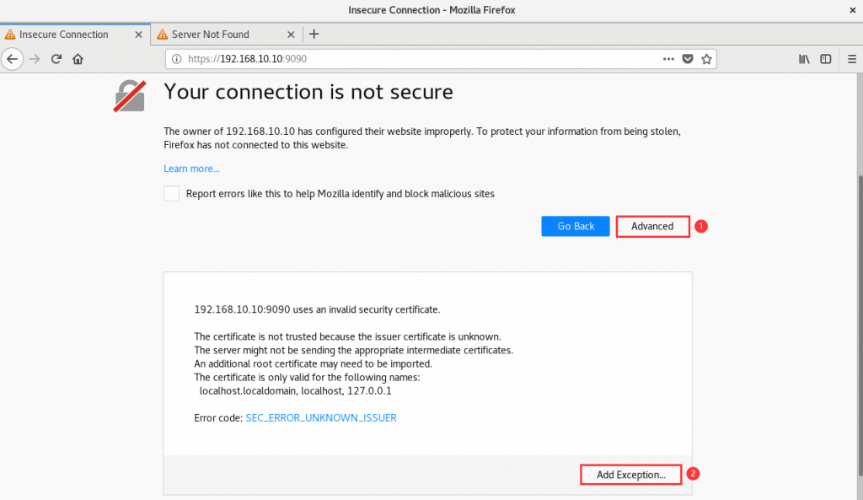 Insecure Connection - Mozilla Firefox
Insecure Connection
Server Not Found
https://192.168.10.10:9090
Your connection is not secure
The owner of 192.168.10.10 has configured their website improperly. To protect your information from being stolen,
Firefox has not connected to this website.
Learn more...
Report errors like this to help Mozilla identify and block malicious sites
Go Back
Advanced
1
192.168.10.10:9090 uses an invalid security certificate.
The certificate is not trusted because the issuer certificate is unknown.
The server might not be sending the appropriate intermediate certificates.
An additional root certificate may need to be imported.
The certificate is only valid for the following names:
localhost.localdomain, localhost, 127.0.0.1
Error code: SEC_ERROR_UNKNOWN_ISSUER
Add Exception...
2